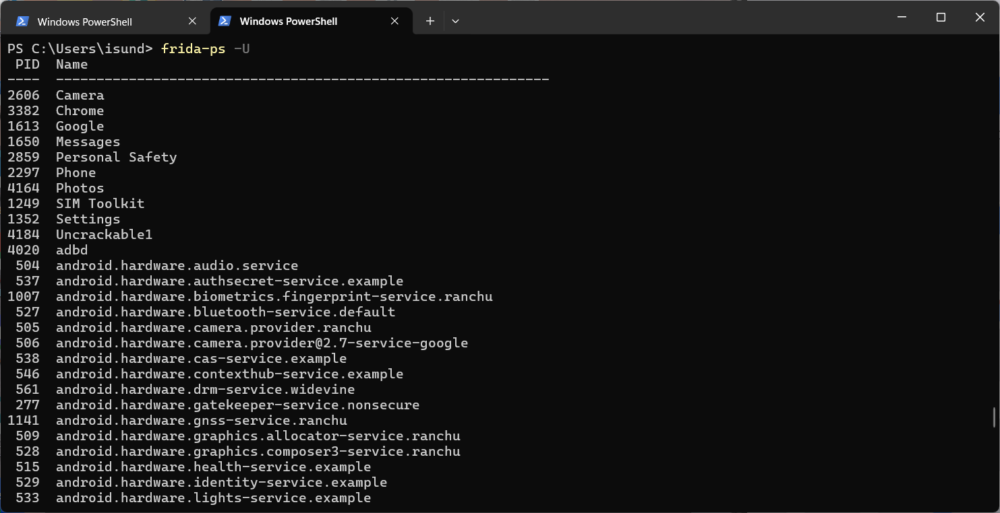 Windows PowerShell
Windows PowerShell
PS C:\Users\isund> frida-ps -U
 PID  Name
----  -------------------------------------------------------------
2606  Camera
3382  Chrome
1613  Google
1650  Messages
2859  Personal Safety
2297  Phone
4164  Photos
1249  SIM Toolkit
1352  Settings
4184  Uncrackable1
4020  adbd
 504  android.hardware.audio.service
 537  android.hardware.authsecret-service.example
1007  android.hardware.biometrics.fingerprint-service.ranchu
 527  android.hardware.bluetooth-service.default
 505  android.hardware.camera.provider.ranchu
 506  android.hardware.camera.provider@2.7-service-google
 538  android.hardware.cas-service.example
 546  android.hardware.contexthub-service.example
 561  android.hardware.drm-service.widevine
 277  android.hardware.gatekeeper-service.nonsecure
1141  android.hardware.gnss-service.ranchu
 509  android.hardware.graphics.allocator-service.ranchu
 528  android.hardware.graphics.composer3-service.ranchu
 515  android.hardware.health-service.example
 529  android.hardware.identity-service.example
 533  android.hardware.lights-service.example